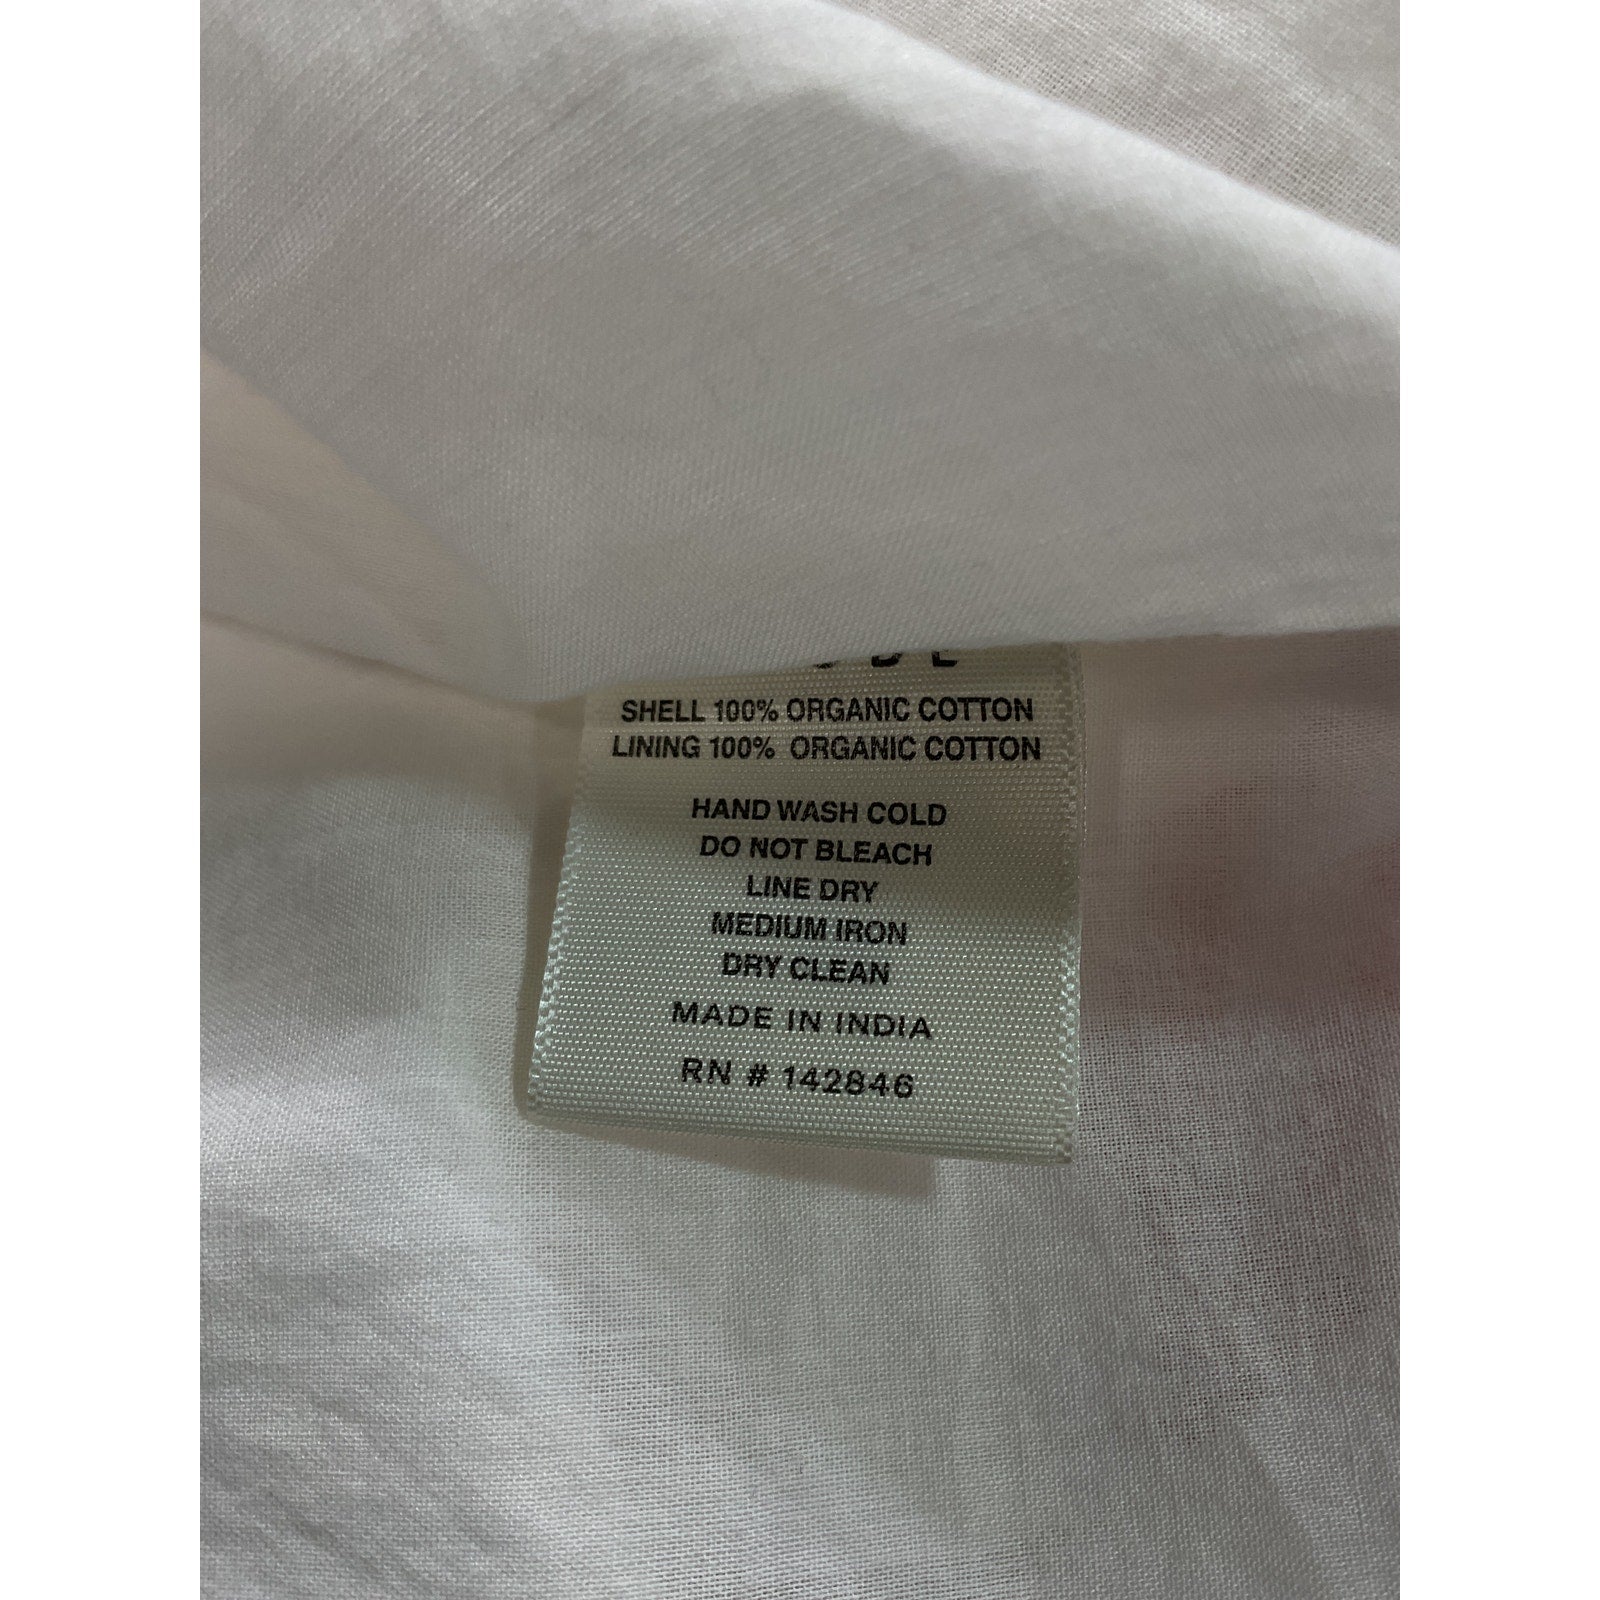 SHELL 100% ORGANIC COTTON
LINING 100% ORGANIC COTTON
HAND WASH COLD
DO NOT BLEACH
LINE DRY
MEDIUM IRON
DRY CLEAN
MADE IN INDIA
RN # 142846